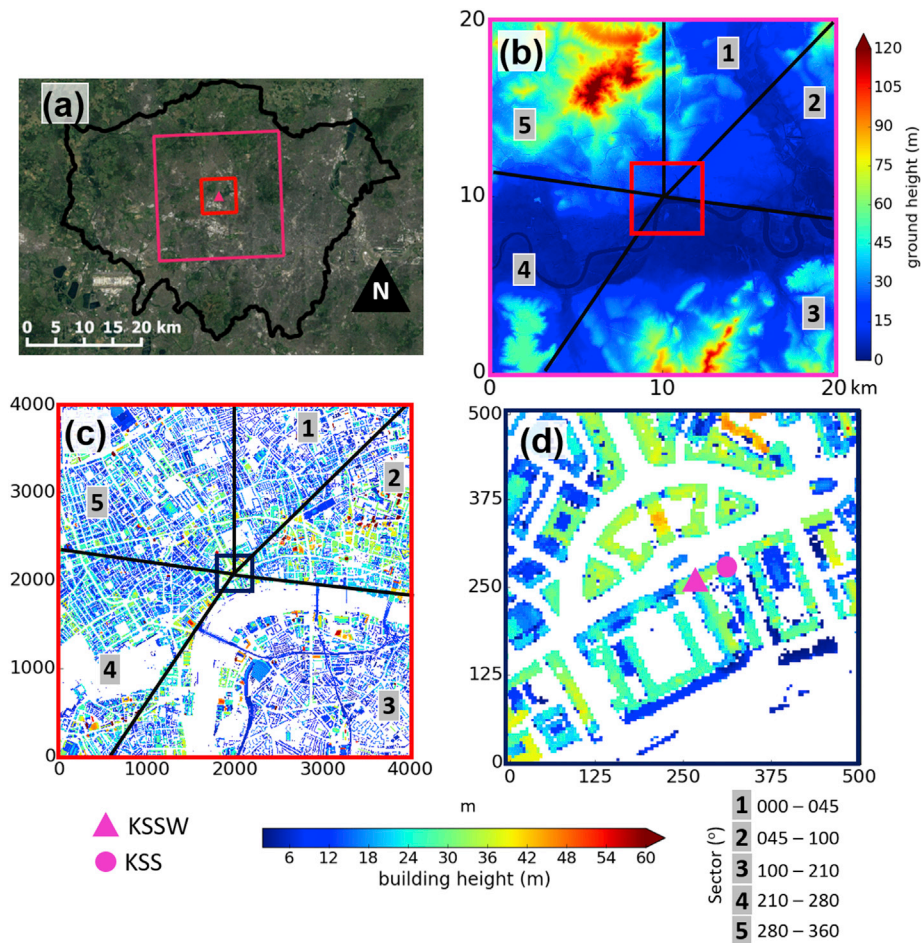 (a)
N
0 5 10 15 20 km
(b)
20
10
0
0 10 20 km
1
2
3
4
5
120
105
90
75
60
45
30
15
0
ground height (m)
(c)
4000
3000
2000
1000
0
0 1000 2000 3000 4000
1
2
3
4
5
(d)
500
375
250
125
0
0 125 250 375 500
KSSW
KSS
m
6 12 18 24 30 36 42 48 54 60
building height (m)
Sector (º)
1 000 – 045
2 045 – 100
3 100 – 210
4 210 – 280
5 280 – 360